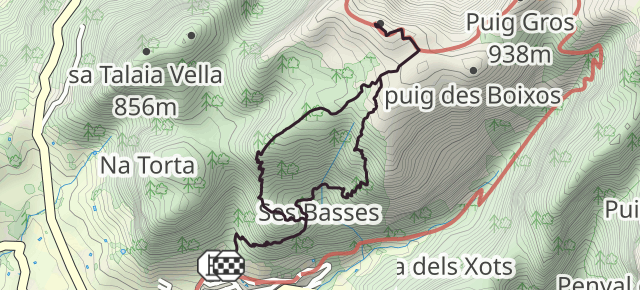 Puig Gros
938m
sa Talaia Vella
856m
puig des Boixos
Na Torta
Ses Basses
Pui
a dels Xots
Penyal